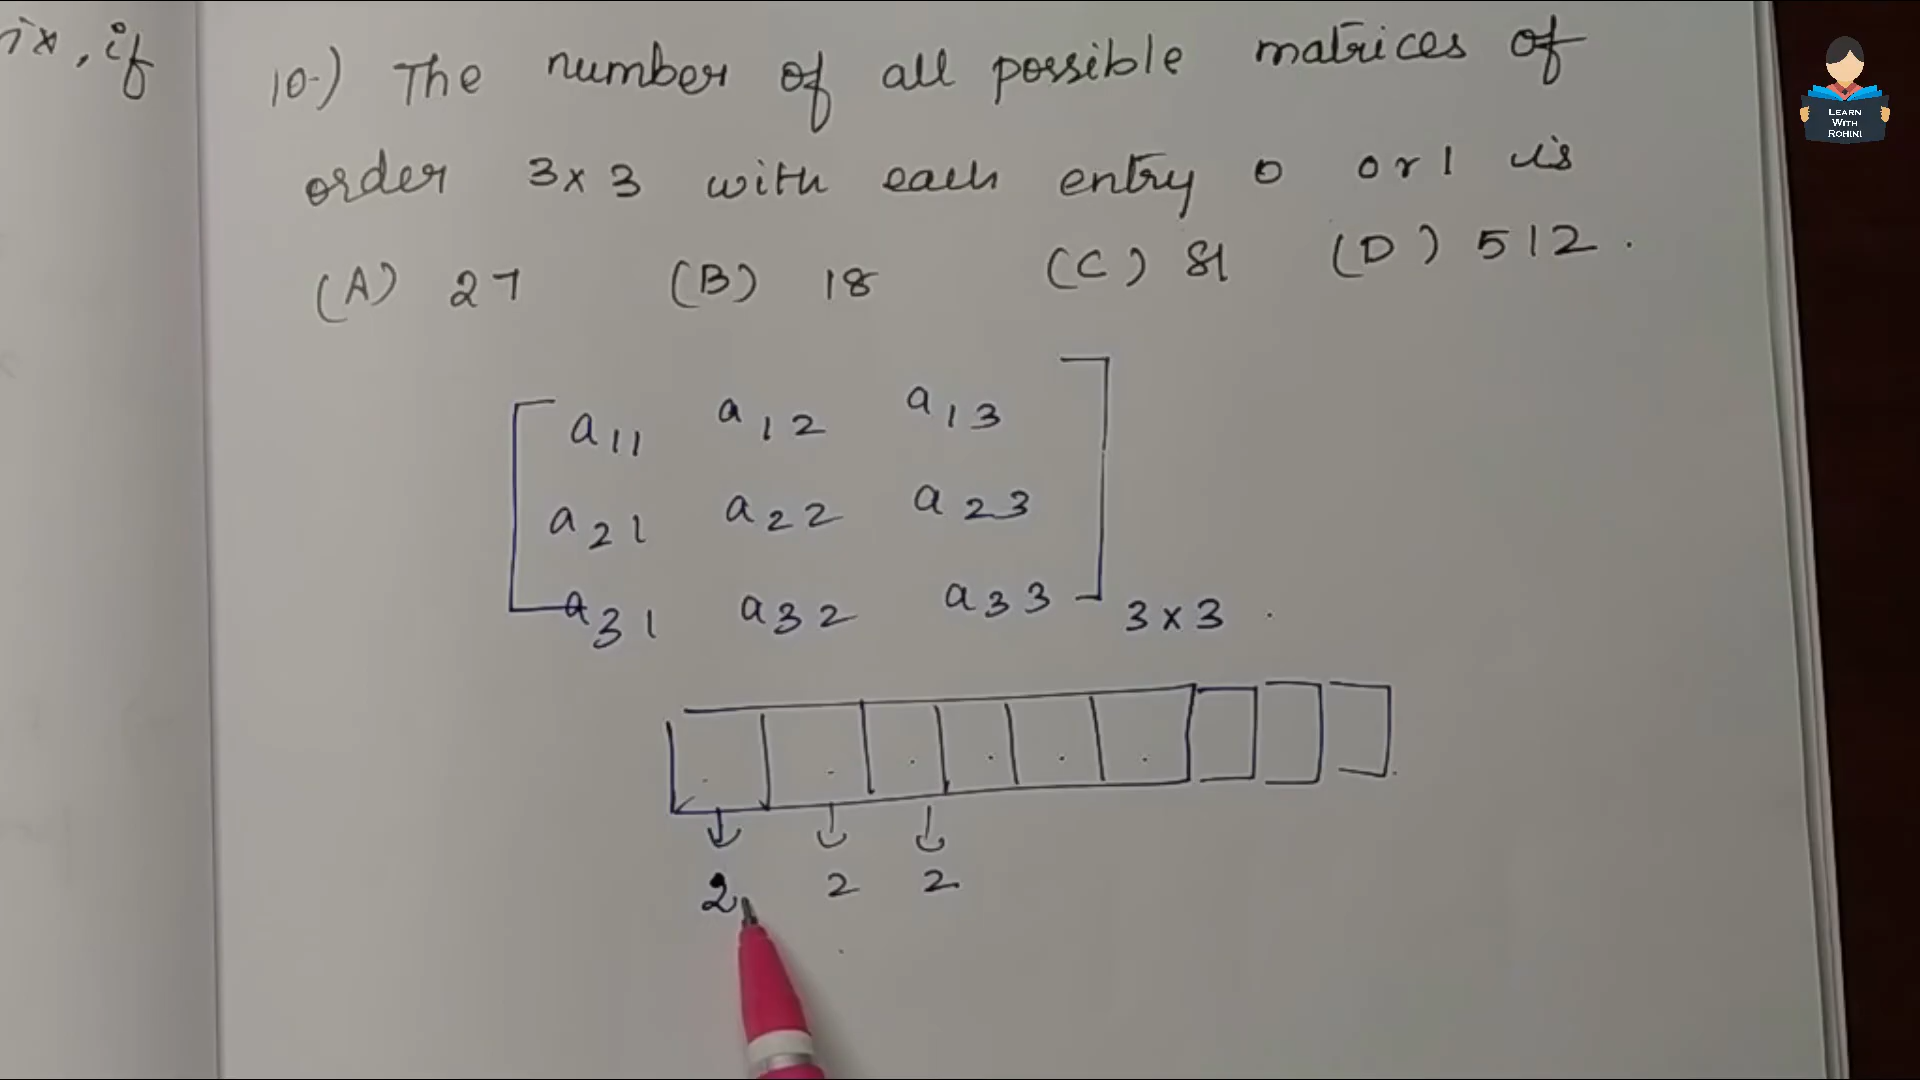 ix, if
10.) The number of all possible matrices of
order 3x3 with each entry 0 or 1 is
(A) 27 (B) 18 (C) 81 (D) 512.
a11 a12 a13
a21 a22 a23
a31 a32 a33 3x3.
2 2 2
LEARN
WITH
ROHINI